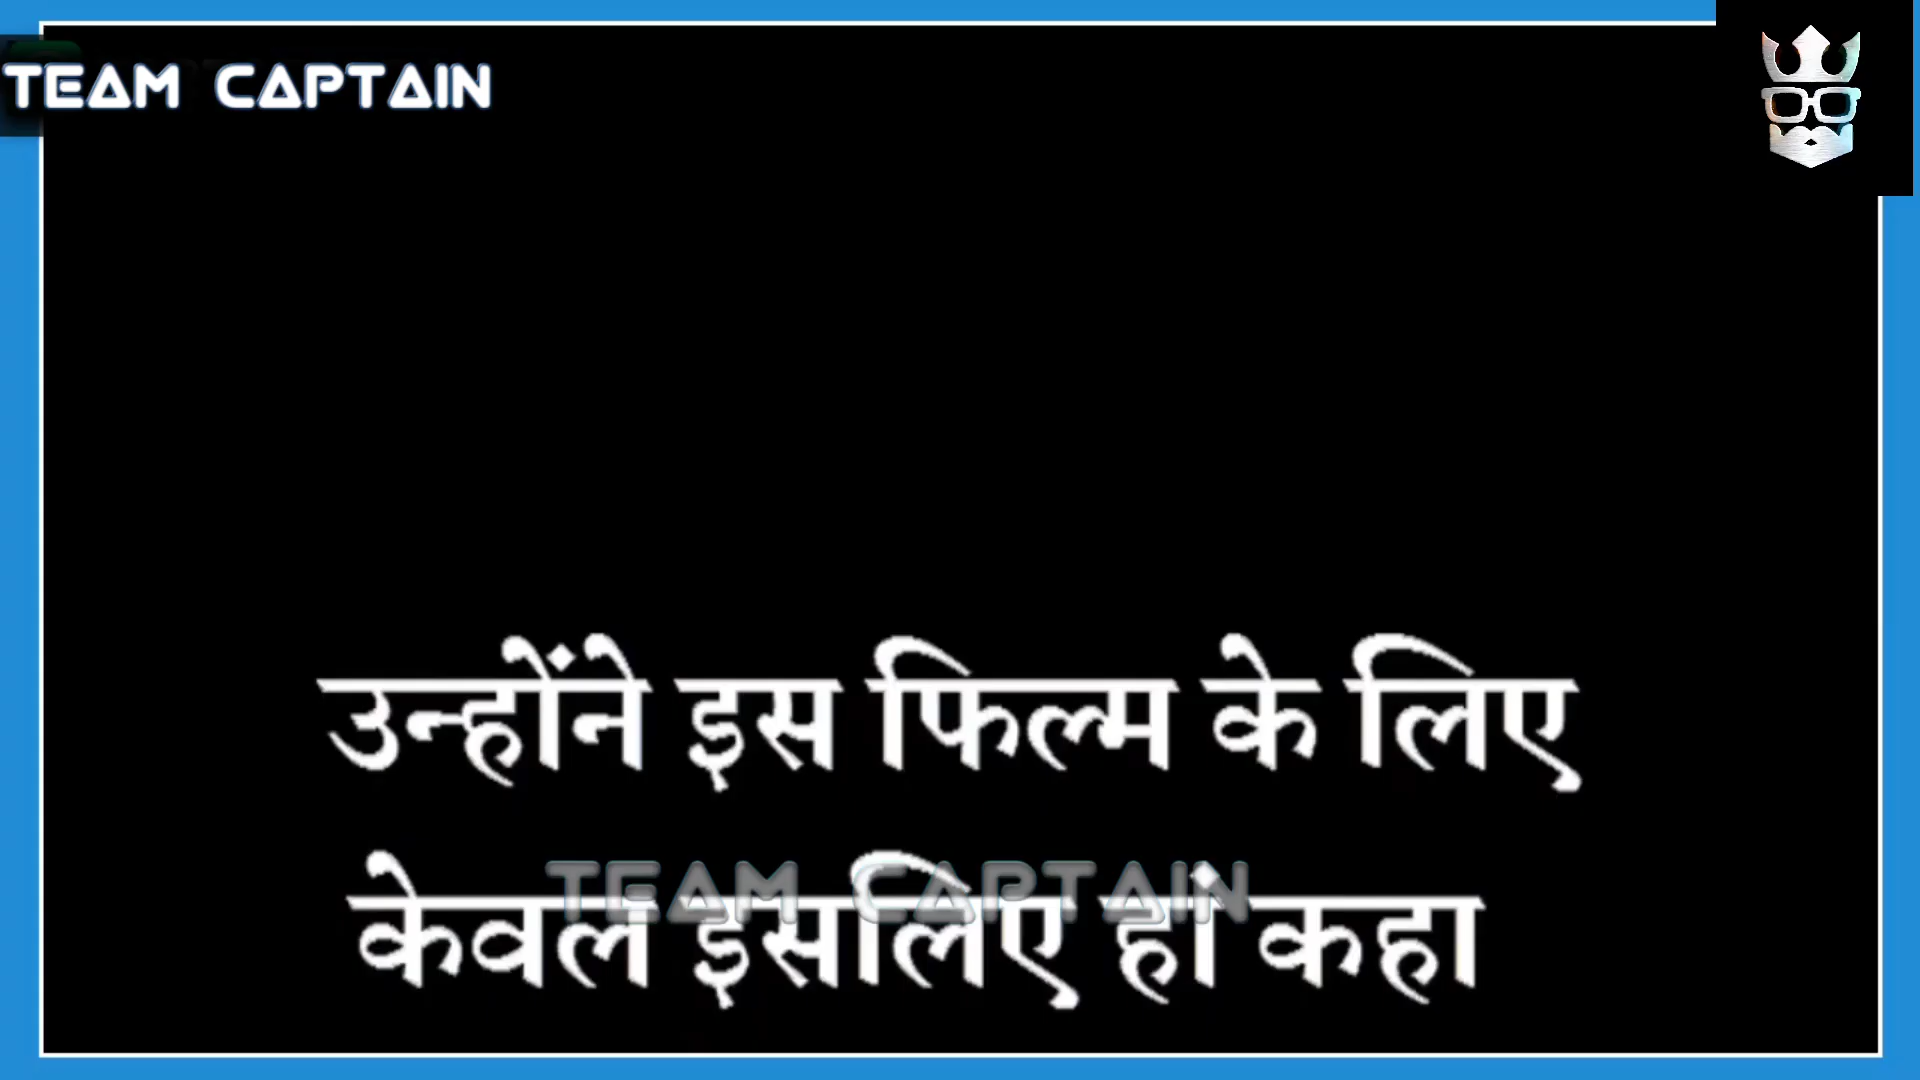 TEAM CAPTAIN
उन्होंने इस फिल्म के लिए
केवल इसलिए हां कहा
TEAM CAPTAIN